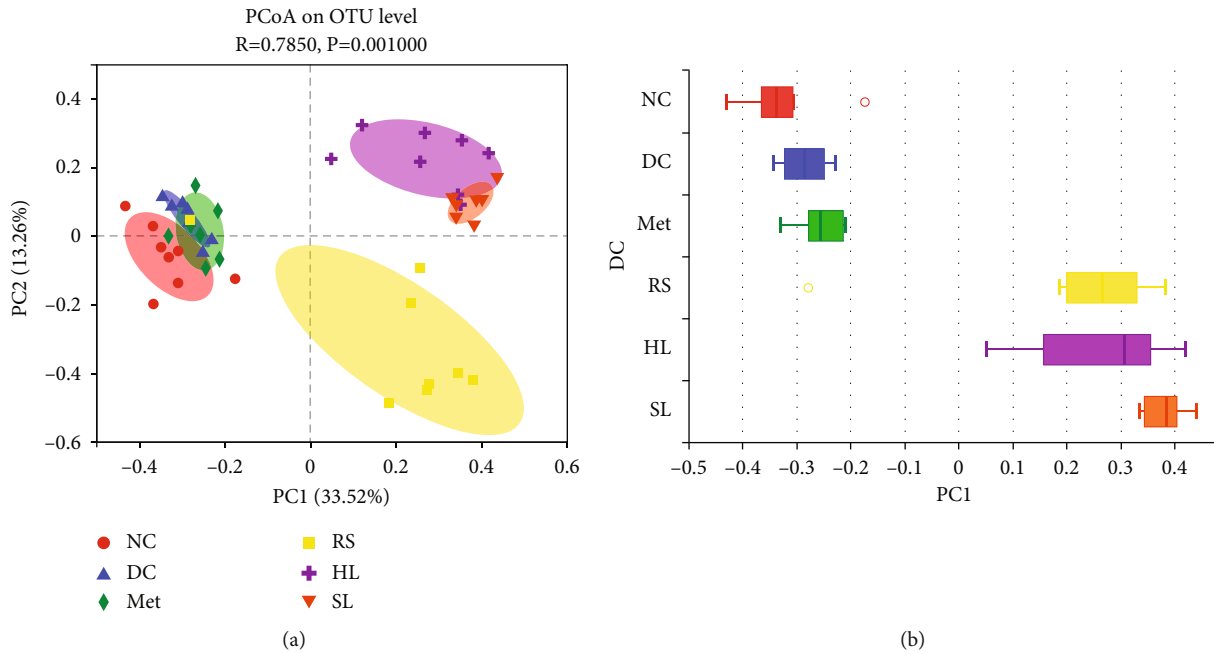 PCoA on OTU level
R=0.7850, P=0.001000
PC2 (13.26%)
0.4
0.2
0
−0.2
−0.4
−0.6
−0.4
−0.2
0
0.2
0.4
0.6
PC1 (33.52%)
NC
DC
Met
RS
HL
SL
(a)
DC
NC
DC
Met
RS
HL
SL
−0.5
−0.4
−0.3
−0.2
−0.1
0
0.1
0.2
0.3
0.4
PC1
(b)